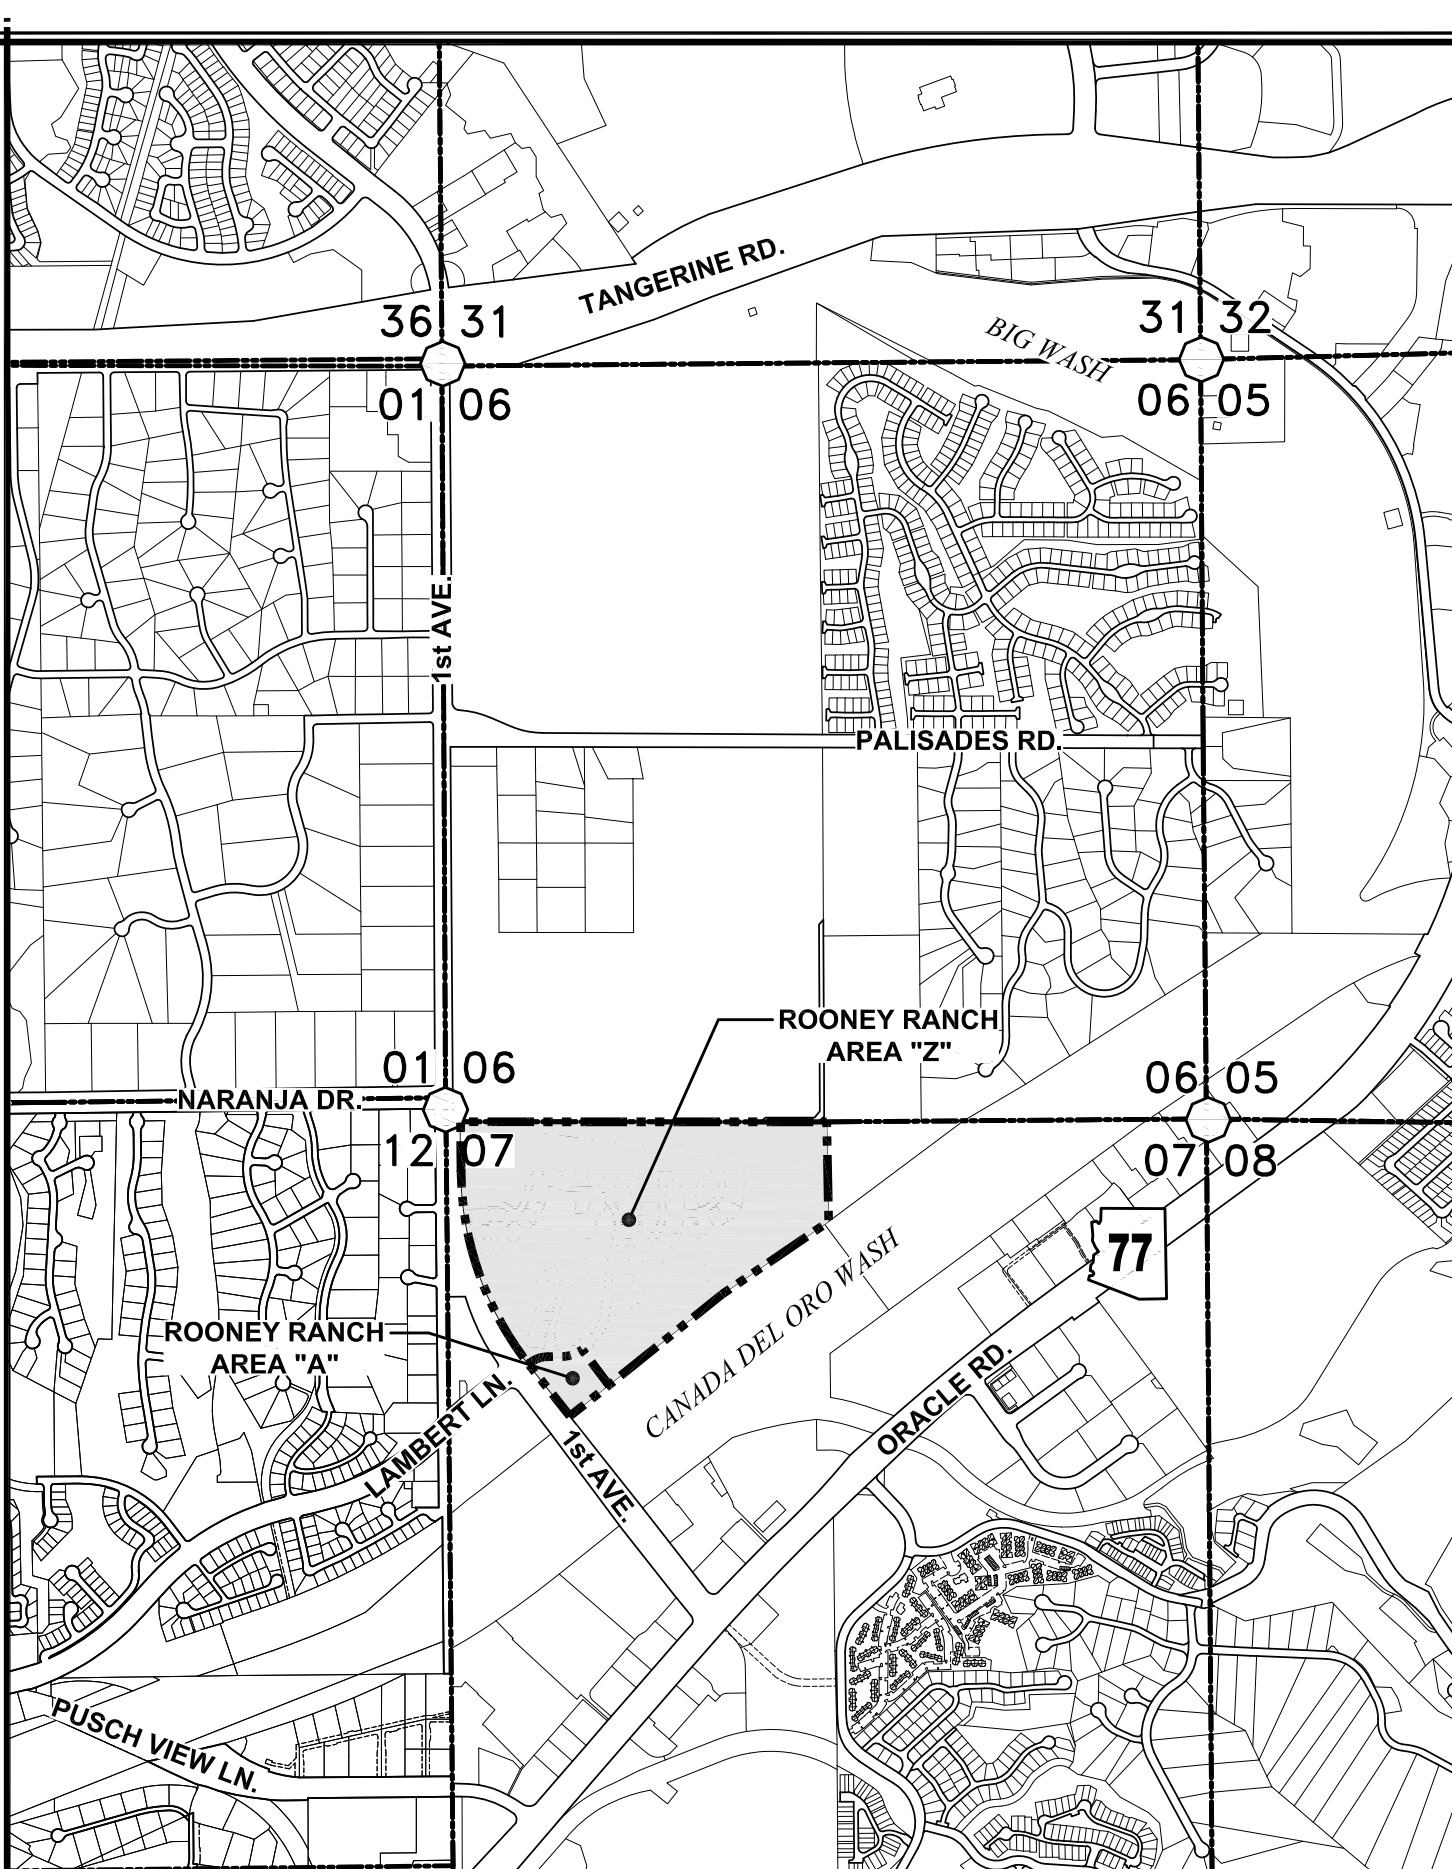 TANGERINE RD.
36 31
31 32
BIG WASH
01 06
06 05
1st AVE.
PALISADES RD.
ROONEY RANCH
AREA "Z"
01 06
06 05
NARANJA DR.
12 07
07 08
77
CANADA DEL ORO WASH
ROONEY RANCH
AREA "A"
ORACLE RD.
LAMBERT LN.
1st AVE.
PUSCH VIEW LN.